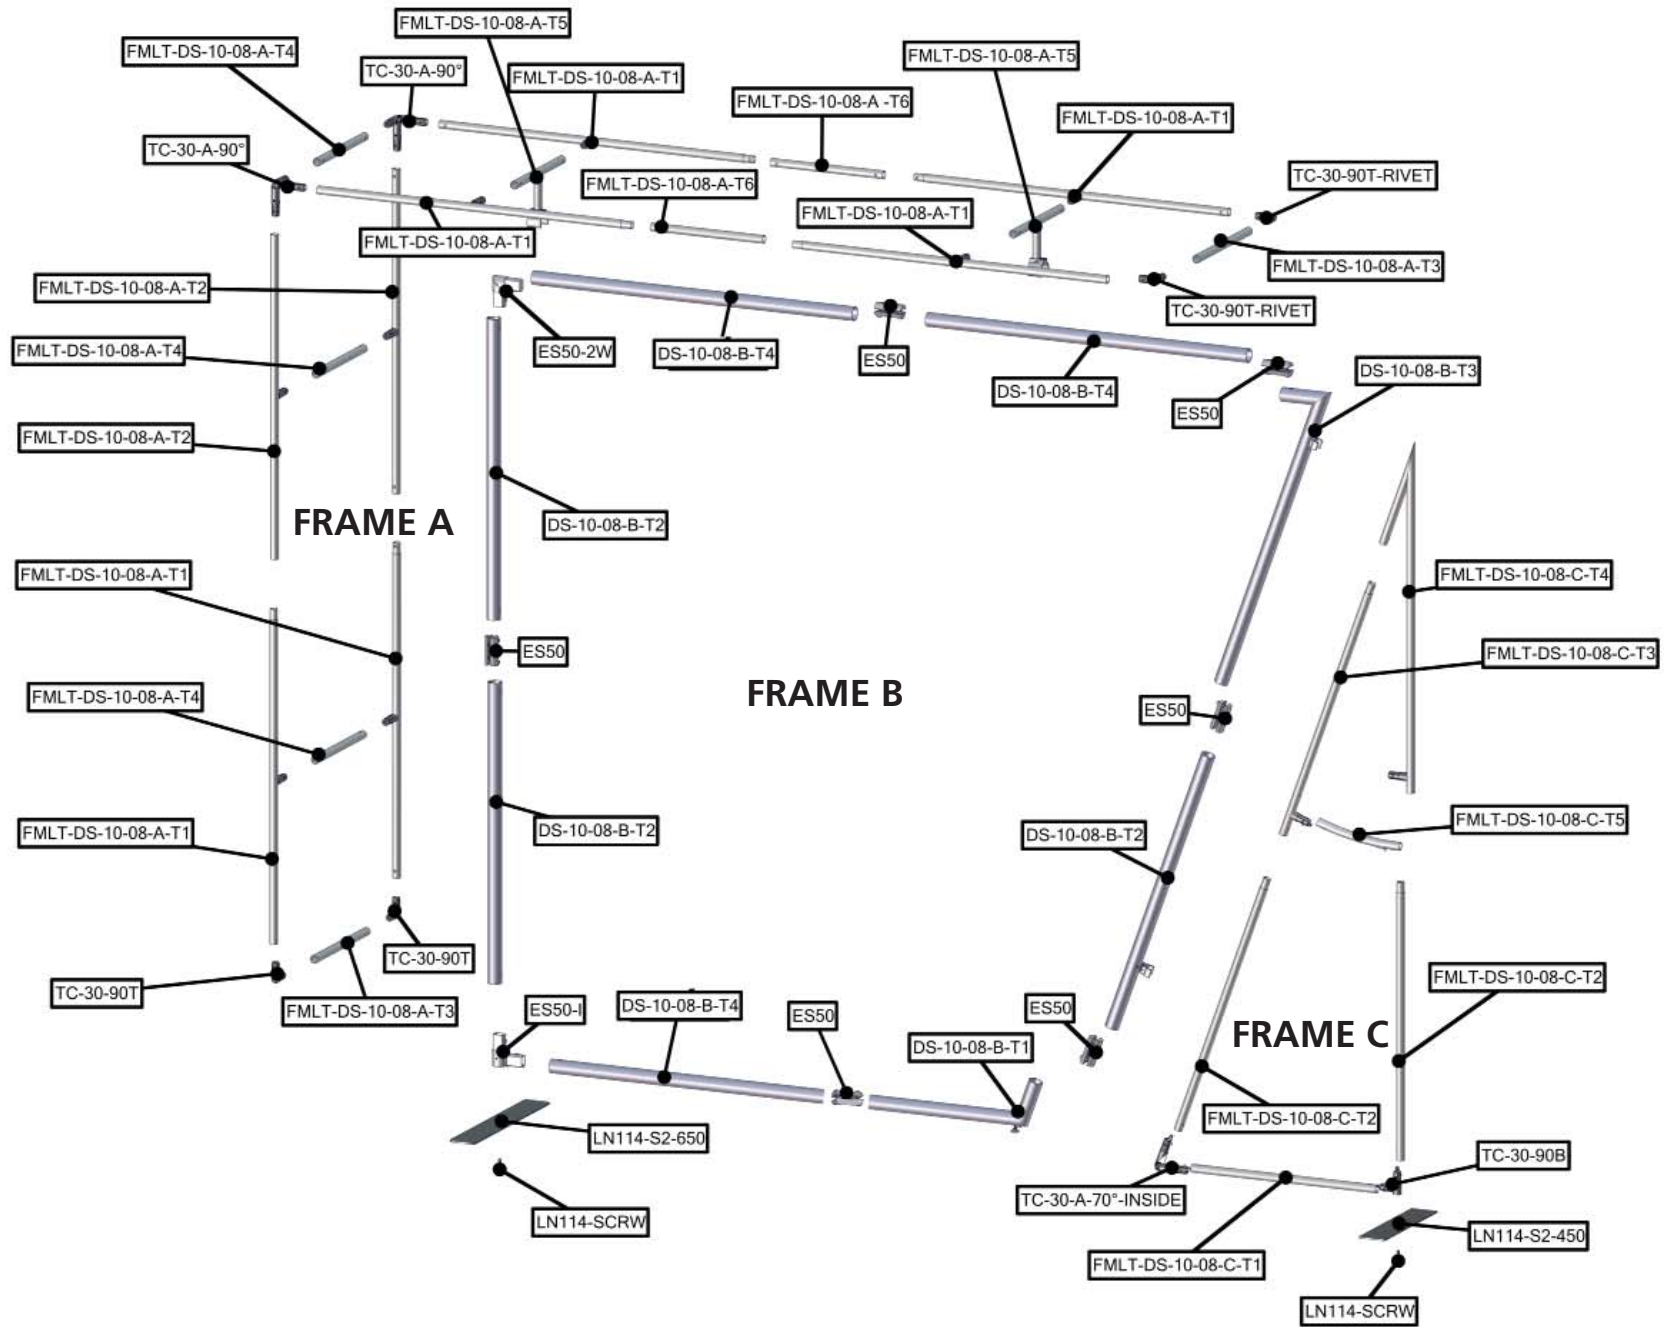 FMLT-DS-10-08-A-T5
FMLT-DS-10-08-A-T4
TC-30-A-90°
FMLT-DS-10-08-A-T1
FMLT-DS-10-08-A-T5
FMLT-DS-10-08-A -T6
FMLT-DS-10-08-A-T1
TC-30-A-90°
FMLT-DS-10-08-A-T6
TC-30-90T-RIVET
FMLT-DS-10-08-A-T1
FMLT-DS-10-08-A-T1
FMLT-DS-10-08-A-T3
FMLT-DS-10-08-A-T2
TC-30-90T-RIVET
FMLT-DS-10-08-A-T4
ES50-2W
DS-10-08-B-T4
ES50
DS-10-08-B-T4
DS-10-08-B-T3
ES50
FMLT-DS-10-08-A-T2
FRAME A
DS-10-08-B-T2
FMLT-DS-10-08-A-T1
FMLT-DS-10-08-C-T4
ES50
FMLT-DS-10-08-C-T3
FMLT-DS-10-08-A-T4
FRAME B
ES50
FMLT-DS-10-08-A-T1
DS-10-08-B-T2
DS-10-08-B-T2
FMLT-DS-10-08-C-T5
TC-30-90T
TC-30-90T
FMLT-DS-10-08-A-T3
FMLT-DS-10-08-C-T2
ES50-I
DS-10-08-B-T4
ES50
ES50
DS-10-08-B-T1
FRAME C
LN114-S2-650
FMLT-DS-10-08-C-T2
TC-30-90B
TC-30-A-70°-INSIDE
LN114-SCRW
LN114-S2-450
FMLT-DS-10-08-C-T1
LN114-SCRW